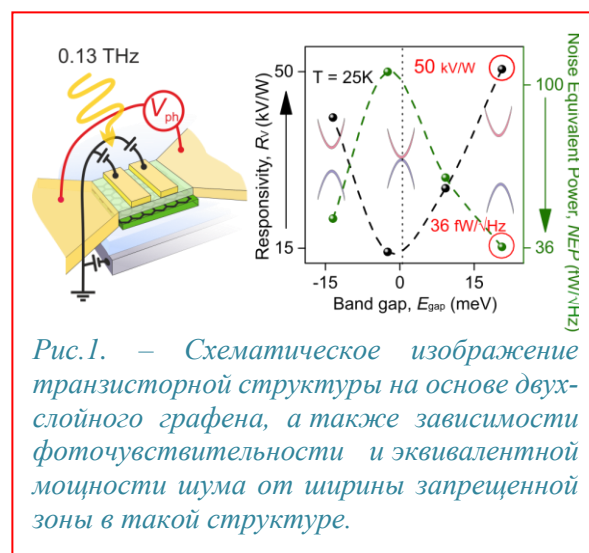 0.13 THz
V_ph
Responsivity, R_V (kV/W)
50
15
T = 25K
50 kV/W
36 fW/√Hz
100
36
Noise Equivalent Power, NEP (fW/√Hz)
-15
0
15
Band gap, E_gap (meV)
Рис.1. – Схематическое изображение
транзисторной структуры на основе двух-
слойного графена, а также зависимости
фоточувствительности и эквивалентной
мощности шума от ширины запрещенной
зоны в такой структуре.